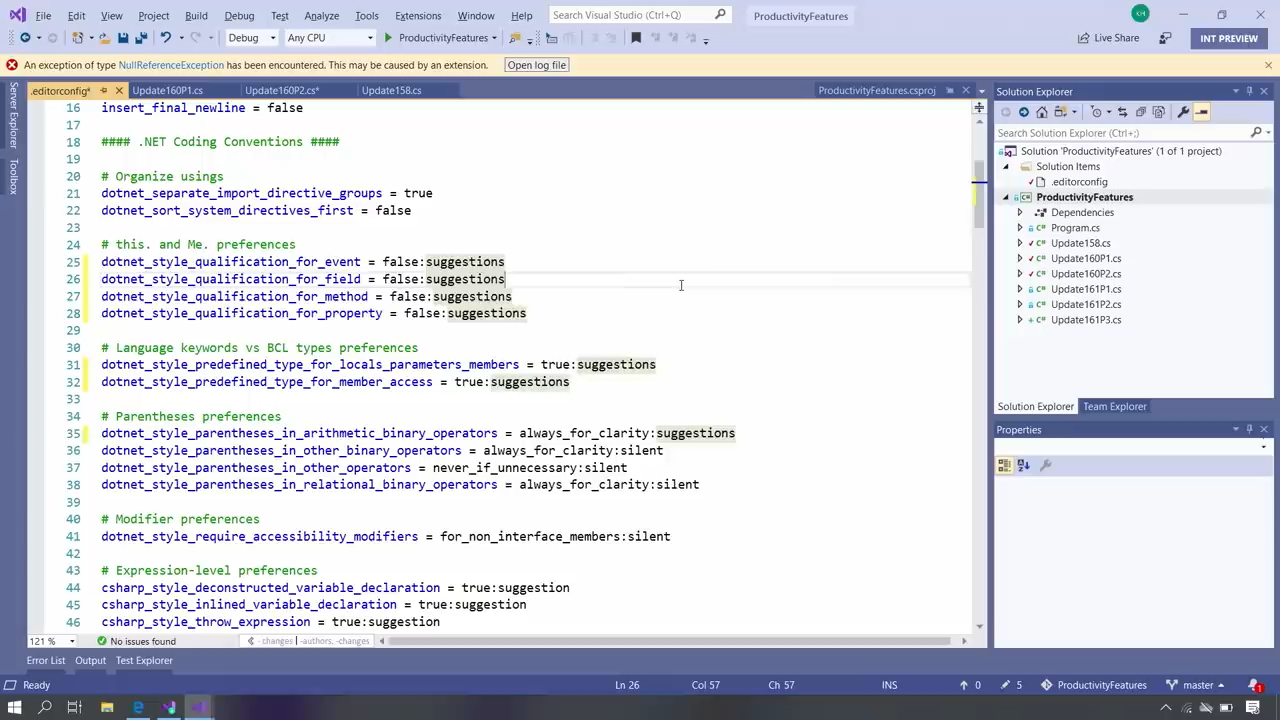 File Edit View Project Build Debug Test Analyze Tools Extensions Window Help Search Visual Studio (Ctrl+Q) ProductivityFeatures KH
Debug Any CPU ProductivityFeatures Live Share INT PREVIEW
An exception of type NullReferenceException has been encountered. This may be caused by an extension. Open log file
Server Explorer
Toolbox
.editorconfig* Update160P1.cs Update160P2.cs* Update158.cs ProductivityFeatures.csproj
16 insert_final_newline = false
17
18 #### .NET Coding Conventions ####
19
20 # Organize usings
21 dotnet_separate_import_directive_groups = true
22 dotnet_sort_system_directives_first = false
23
24 # this. and Me. preferences
25 dotnet_style_qualification_for_event = false:suggestions
26 dotnet_style_qualification_for_field = false:suggestions
27 dotnet_style_qualification_for_method = false:suggestions
28 dotnet_style_qualification_for_property = false:suggestions
29
30 # Language keywords vs BCL types preferences
31 dotnet_style_predefined_type_for_locals_parameters_members = true:suggestions
32 dotnet_style_predefined_type_for_member_access = true:suggestions
33
34 # Parentheses preferences
35 dotnet_style_parentheses_in_arithmetic_binary_operators = always_for_clarity:suggestions
36 dotnet_style_parentheses_in_other_binary_operators = always_for_clarity:silent
37 dotnet_style_parentheses_in_other_operators = never_if_unnecessary:silent
38 dotnet_style_parentheses_in_relational_binary_operators = always_for_clarity:silent
39
40 # Modifier preferences
41 dotnet_style_require_accessibility_modifiers = for_non_interface_members:silent
42
43 # Expression-level preferences
44 csharp_style_deconstructed_variable_declaration = true:suggestion
45 csharp_style_inlined_variable_declaration = true:suggestion
46 csharp_style_throw_expression = true:suggestion
121 % No issues found - changes | -authors, -changes
Solution Explorer
Search Solution Explorer (Ctrl+;)
Solution 'ProductivityFeatures' (1 of 1 project)
Solution Items
.editorconfig
ProductivityFeatures
Dependencies
Program.cs
Update158.cs
Update160P1.cs
Update160P2.cs
Update161P1.cs
Update161P2.cs
Update161P3.cs
Solution Explorer Team Explorer
Properties
Error List Output Test Explorer
Ready Ln 26 Col 57 Ch 57 INS 0 5 ProductivityFeatures master 1